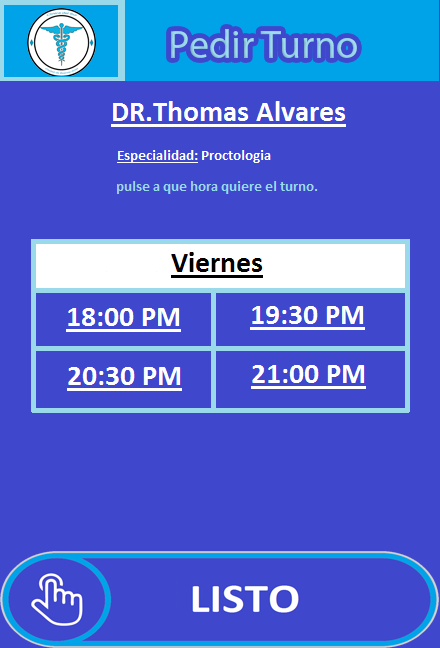 Pedir Turno
DR.Thomas Alvares
Especialidad: Proctologia
pulse a que hora quiere el turno.
Viernes
18:00 PM
19:30 PM
20:30 PM
21:00 PM
LISTO